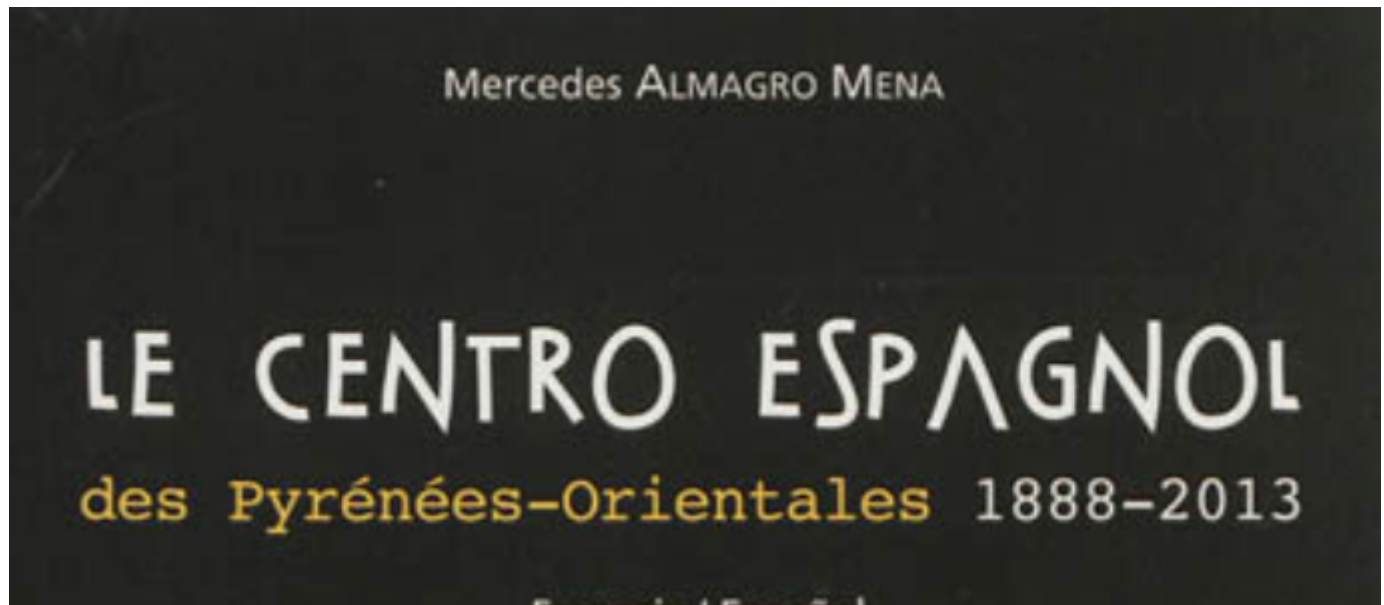 Mercedes ALMAGRO MENA
LE CENTRO ESPAGNOL
des Pyrénées-Orientales 1888-2013